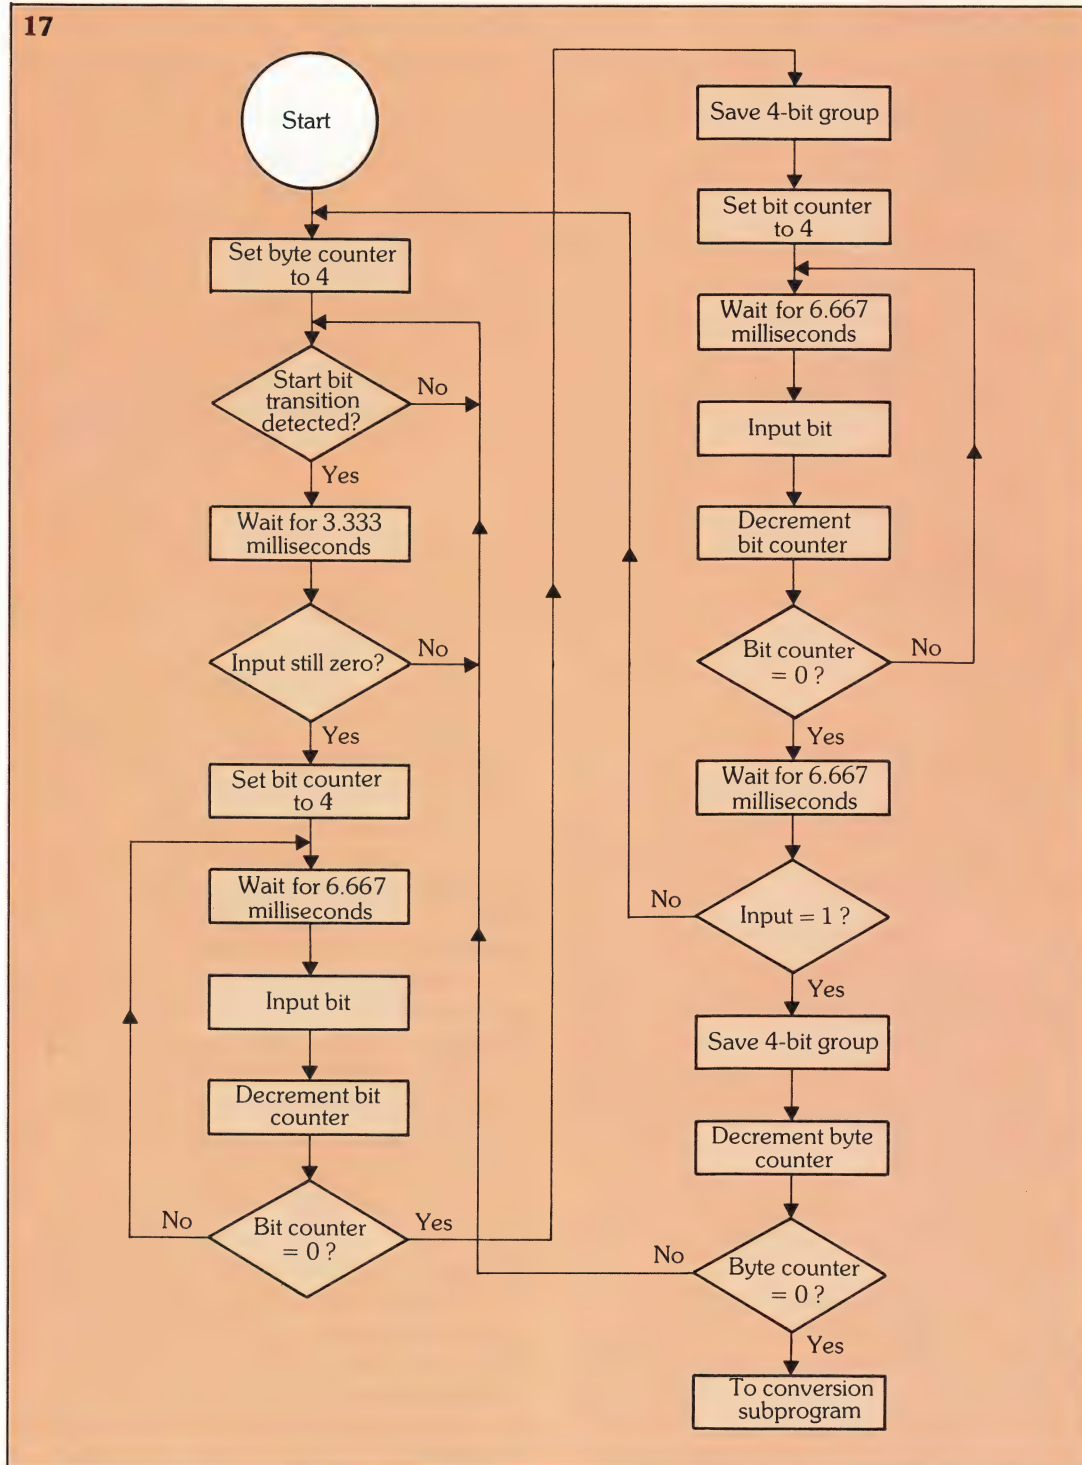 17
Start
Set byte counter
to 4
Start bit
transition
detected?
No
Yes
Wait for 3.333
milliseconds
Input still zero?
No
Yes
Set bit counter
to 4
Wait for 6.667
milliseconds
Input bit
Decrement bit
counter
Bit counter
= 0 ?
No
Yes
Save 4-bit group
Set bit counter
to 4
Wait for 6.667
milliseconds
Input bit
Decrement
bit counter
Bit counter
= 0 ?
No
Yes
Wait for 6.667
milliseconds
Input = 1 ?
No
Yes
Save 4-bit group
Decrement byte
counter
Byte counter
= 0 ?
No
Yes
To conversion
subprogram